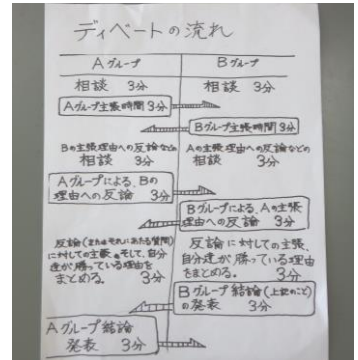 ディベートの流れ
Aグループ
Bグループ
相談 3分
相談 3分
Aグループ主張時間 3分
Bグループ主張時間 3分
Bの主張理由への反論などの
相談 3分
Aの主張理由への反論などの
相談 3分
Aグループによる、Bの
理由への反論 3分
Bグループによる、Aの主張
理由への反論 3分
反論(またはそれにあたる質問)
に対しての主張、そして、自分
達が勝っている理由を
まとめる。 3分
反論に対しての主張、
自分達が勝っている理由
をまとめる。 3分
Bグループ結論(上記のこと)
の発表 3分
Aグループ結論
発表 3分